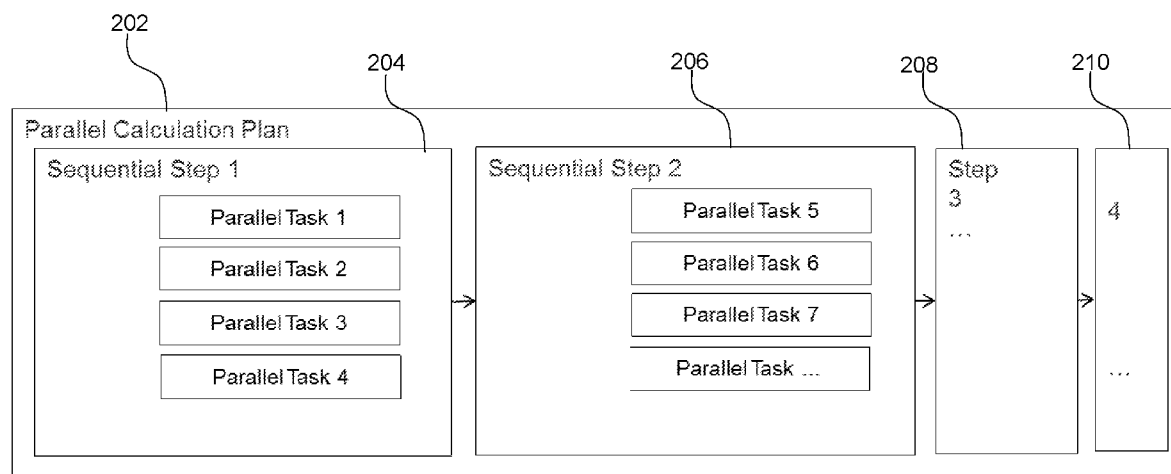 202
204
206
208
210
Parallel Calculation Plan
Sequential Step 1
Parallel Task 1
Parallel Task 2
Parallel Task 3
Parallel Task 4
Sequential Step 2
Parallel Task 5
Parallel Task 6
Parallel Task 7
Parallel Task ...
Step
3
...
4
...